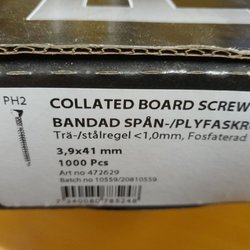 PH2
COLLATED BOARD SCREW
BANDAD SPÅN-/PLYFASKR
Trä-/stålregel <1,0mm, Fosfaterad
3,9x41 mm
1000 Pcs
Art no 472629
Batch no 10559/20810559